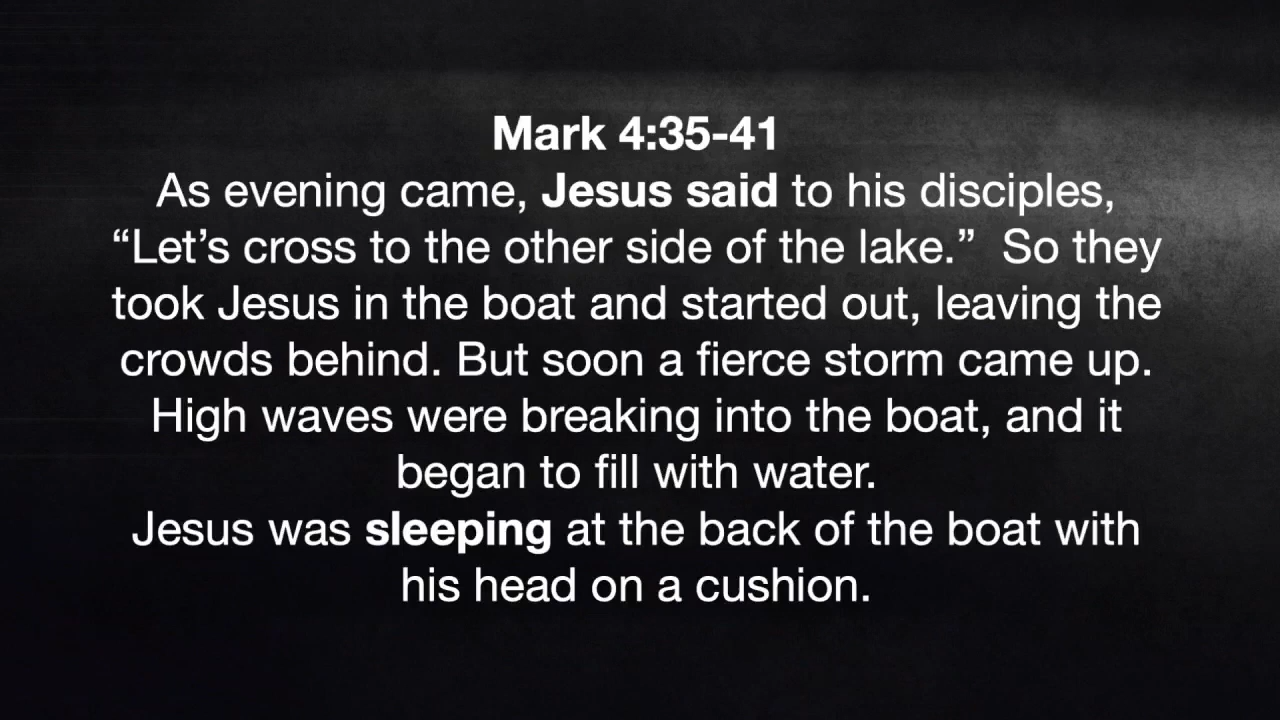 Mark 4:35-41
As evening came, Jesus said to his disciples,
“Let’s cross to the other side of the lake.”  So they
took Jesus in the boat and started out, leaving the
crowds behind. But soon a fierce storm came up.
High waves were breaking into the boat, and it
began to fill with water.
Jesus was sleeping at the back of the boat with
his head on a cushion.